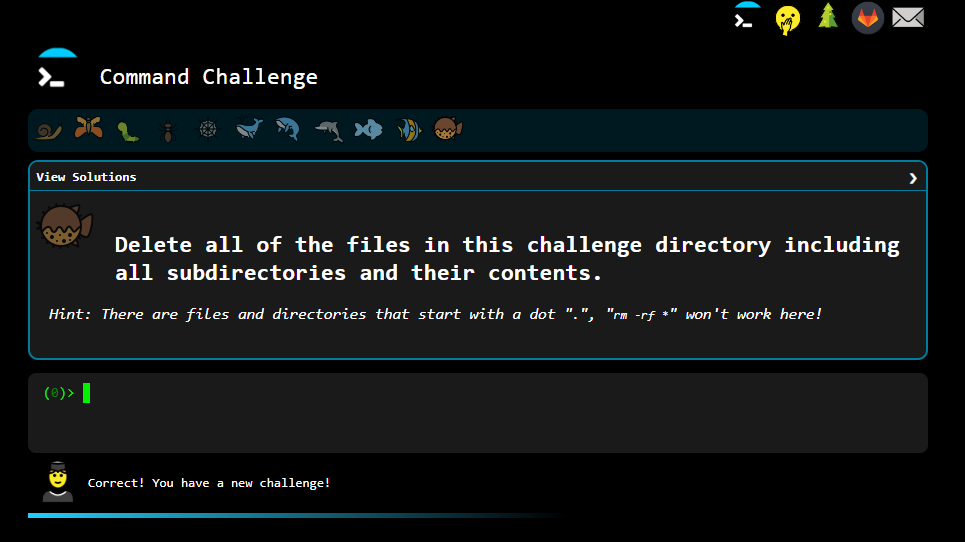 Command Challenge
View Solutions
Delete all of the files in this challenge directory including
all subdirectories and their contents.
Hint: There are files and directories that start with a dot ".", "rm -rf *" won't work here!
(0)>
Correct! You have a new challenge!